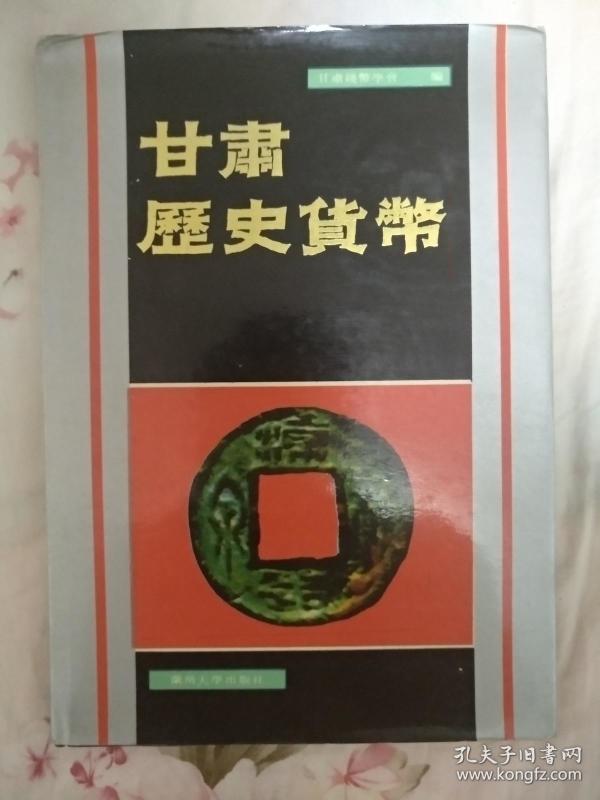 甘肅錢幣學會 編
甘肅
歷史貨幣
蘭州大學出版社
孔夫子旧书网
www.kongfz.com